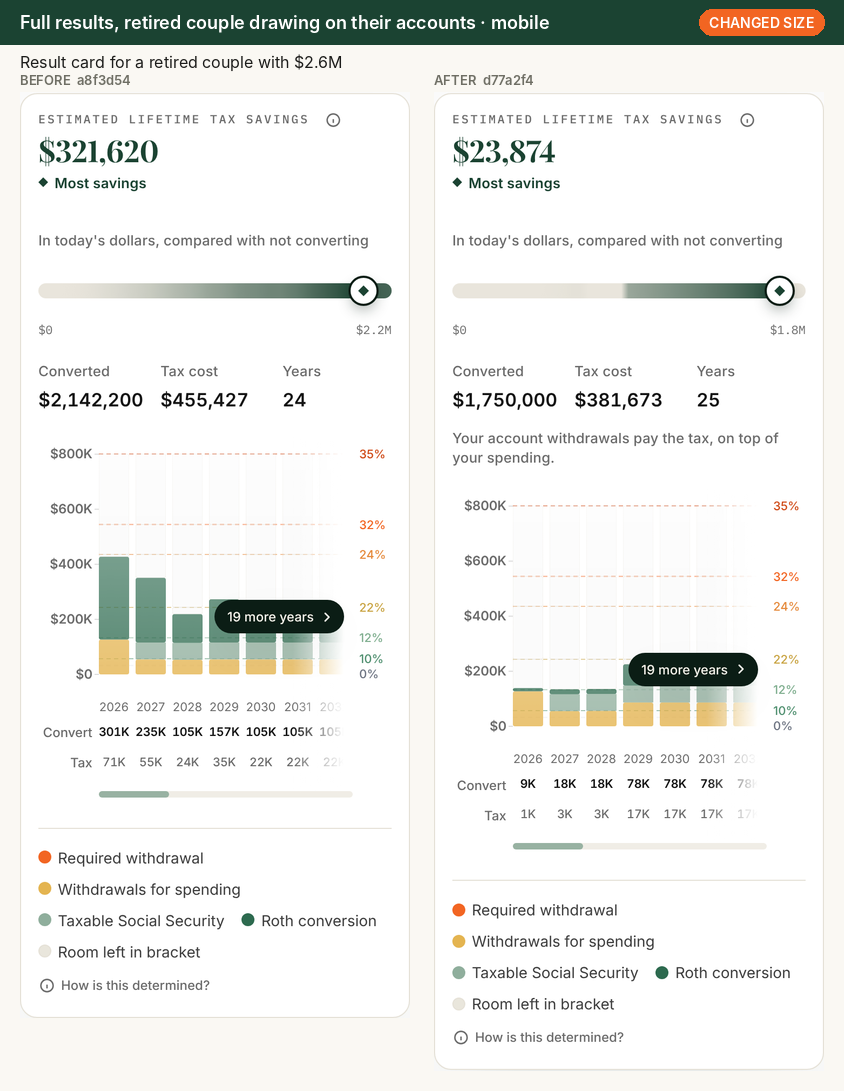 Full results, retired couple drawing on their accounts · mobile
CHANGED SIZE
Result card for a retired couple with $2.6M
BEFORE a8f3d54
ESTIMATED LIFETIME TAX SAVINGS
$321,620
Most savings
In today's dollars, compared with not converting
$0 $2.2M
Converted Tax cost Years
$2,142,200 $455,427 24
$800K 35%
$600K
32%
$400K 24%
$200K 22%
19 more years
12%
10%
$0 0%
2026 2027 2028 2029 2030 2031
Convert 301K 235K 105K 157K 105K 105K 105
Tax 71K 55K 24K 35K 22K 22K
Required withdrawal
Withdrawals for spending
Taxable Social Security Roth conversion
Room left in bracket
How is this determined?
AFTER d77a2f4
ESTIMATED LIFETIME TAX SAVINGS
$23,874
Most savings
In today's dollars, compared with not converting
$0 $1.8M
Converted Tax cost Years
$1,750,000 $381,673 25
Your account withdrawals pay the tax, on top of
your spending.
$800K 35%
$600K
32%
$400K 24%
$200K 22%
19 more years
12%
10%
$0 0%
2026 2027 2028 2029 2030 2031
Convert 9K 18K 18K 78K 78K 78K
Tax 1K 3K 3K 17K 17K 17K
Required withdrawal
Withdrawals for spending
Taxable Social Security Roth conversion
Room left in bracket
How is this determined?